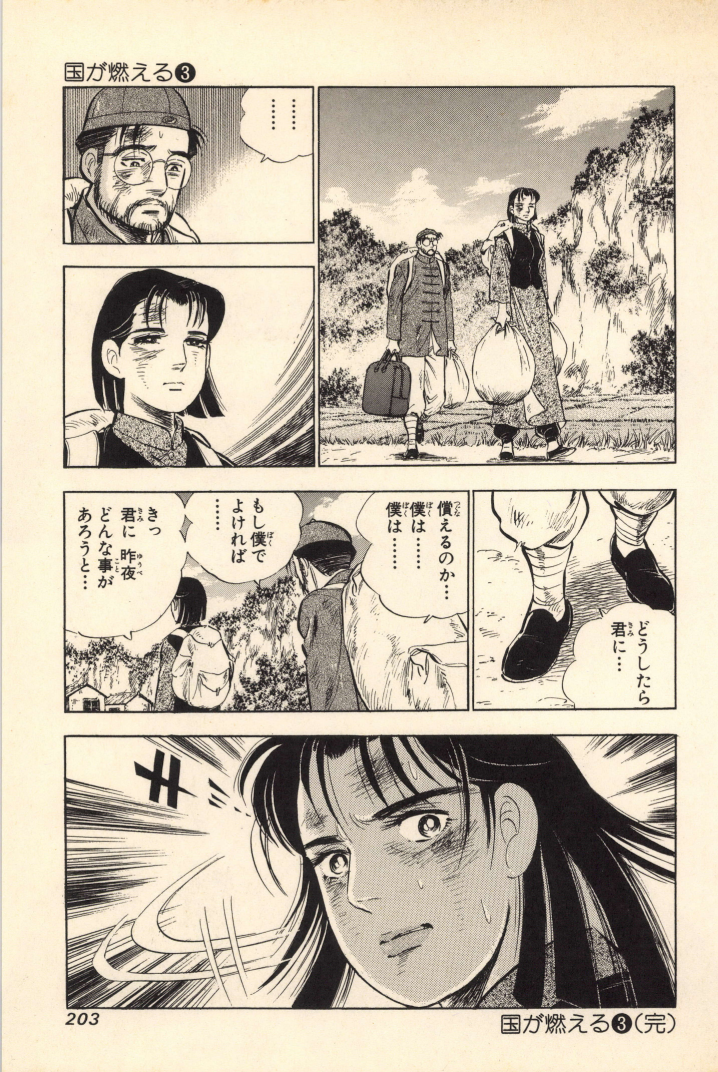 国が燃える❸
………
………
どうしたら
君に…
償えるのか…
僕は………
僕は………
もし僕で
よければ
………
きっ
君に 昨夜
どんな事が
あろうと…
キ
203
国が燃える❸(完)